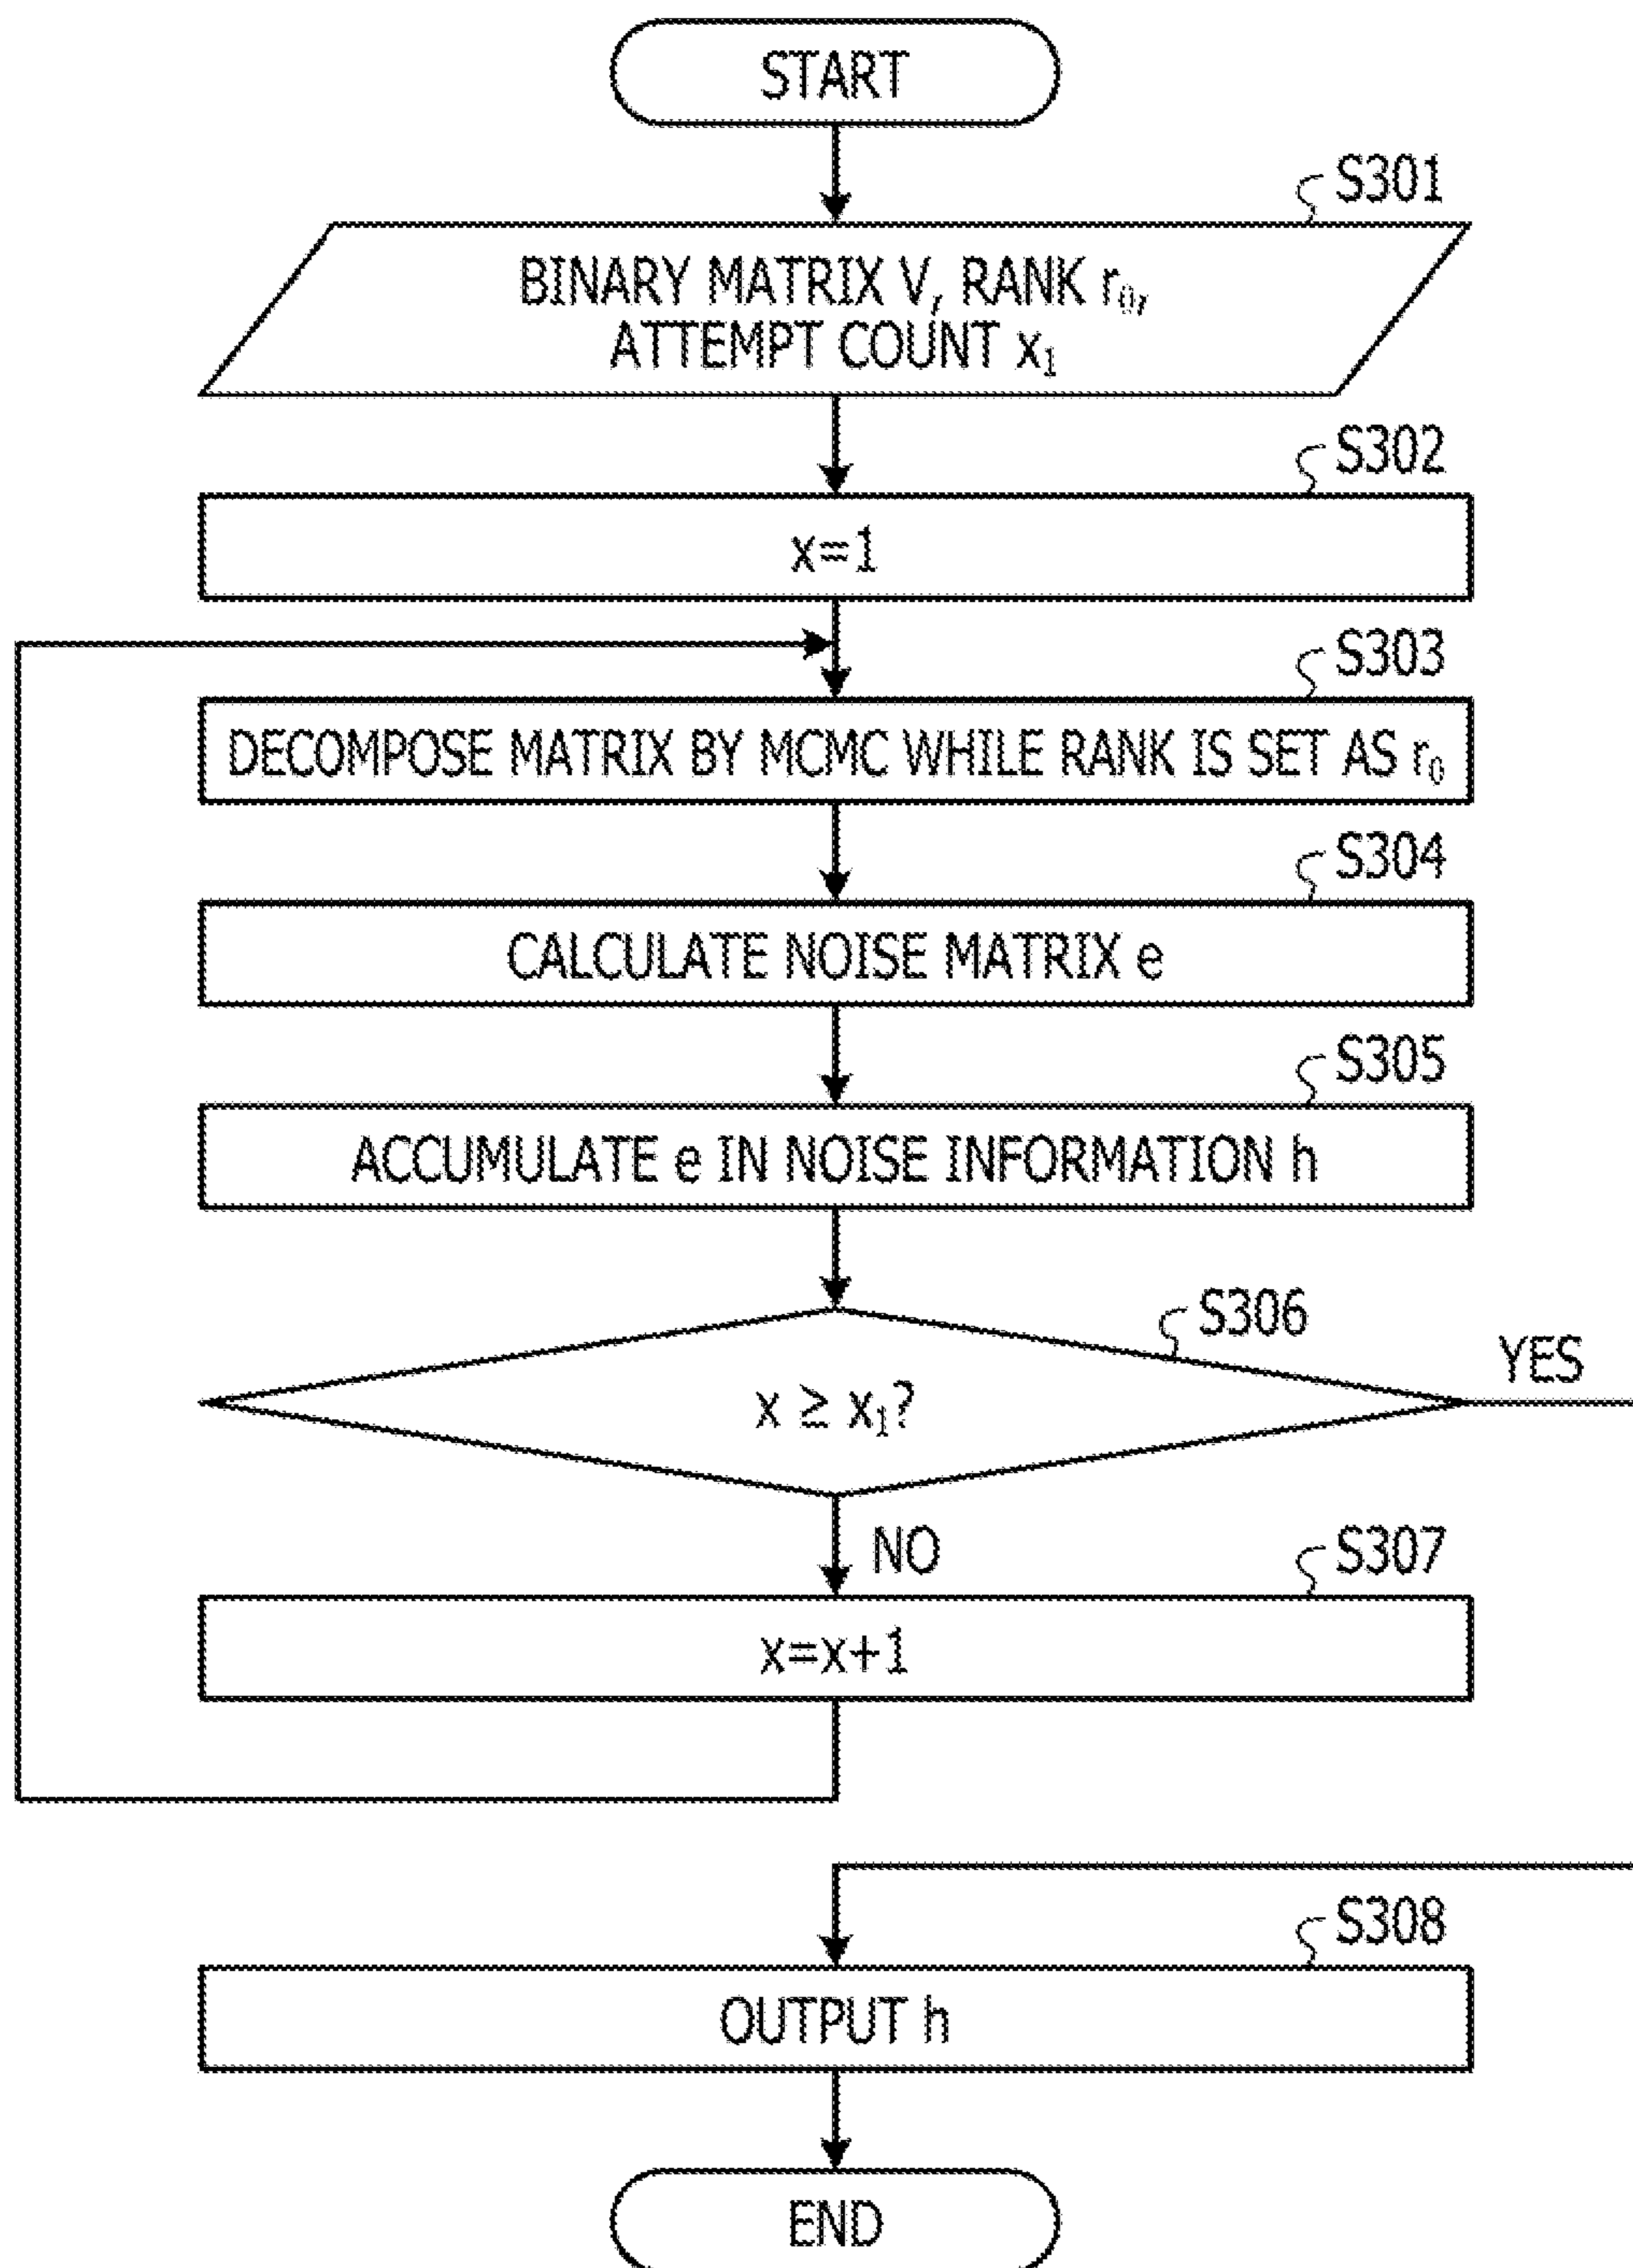 START
S301
BINARY MATRIX V, RANK r₀,
ATTEMPT COUNT x₁
S302
x=1
S303
DECOMPOSE MATRIX BY MCMC WHILE RANK IS SET AS r₀
S304
CALCULATE NOISE MATRIX e
S305
ACCUMULATE e IN NOISE INFORMATION h
S306
YES
x ≥ x₁?
NO
S307
x=x+1
S308
OUTPUT h
END